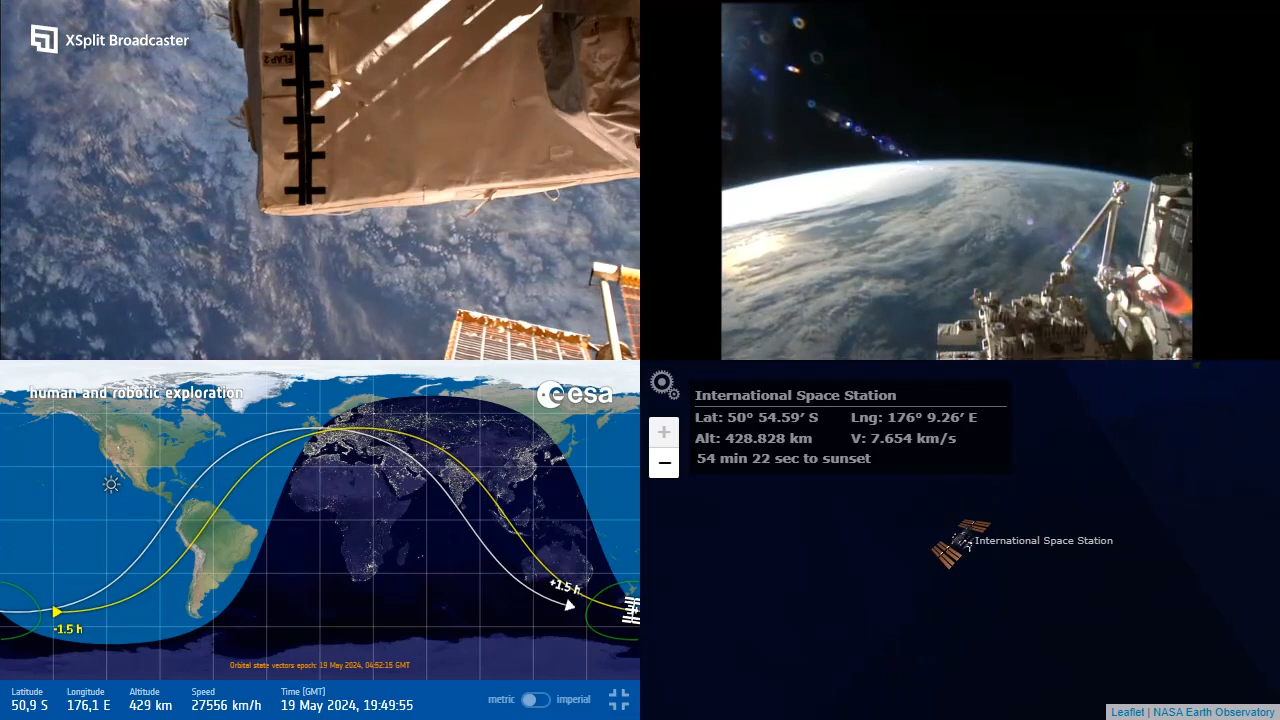 XSplit Broadcaster
FLAP 2
human and robotic exploration
esa
+1.5 h
-1.5 h
Orbital state vectors epoch: 19 May 2024, 04:52:15 GMT
Latitude
50,9 S
Longitude
176,1 E
Altitude
429 km
Speed
27556 km/h
Time [GMT]
19 May 2024, 19:49:55
metric
imperial
+
−
International Space Station
Lat: 50° 54.59′ S
Lng: 176° 9.26′ E
Alt: 428.828 km
V: 7.654 km/s
54 min 22 sec to sunset
International Space Station
Leaflet | NASA Earth Observatory